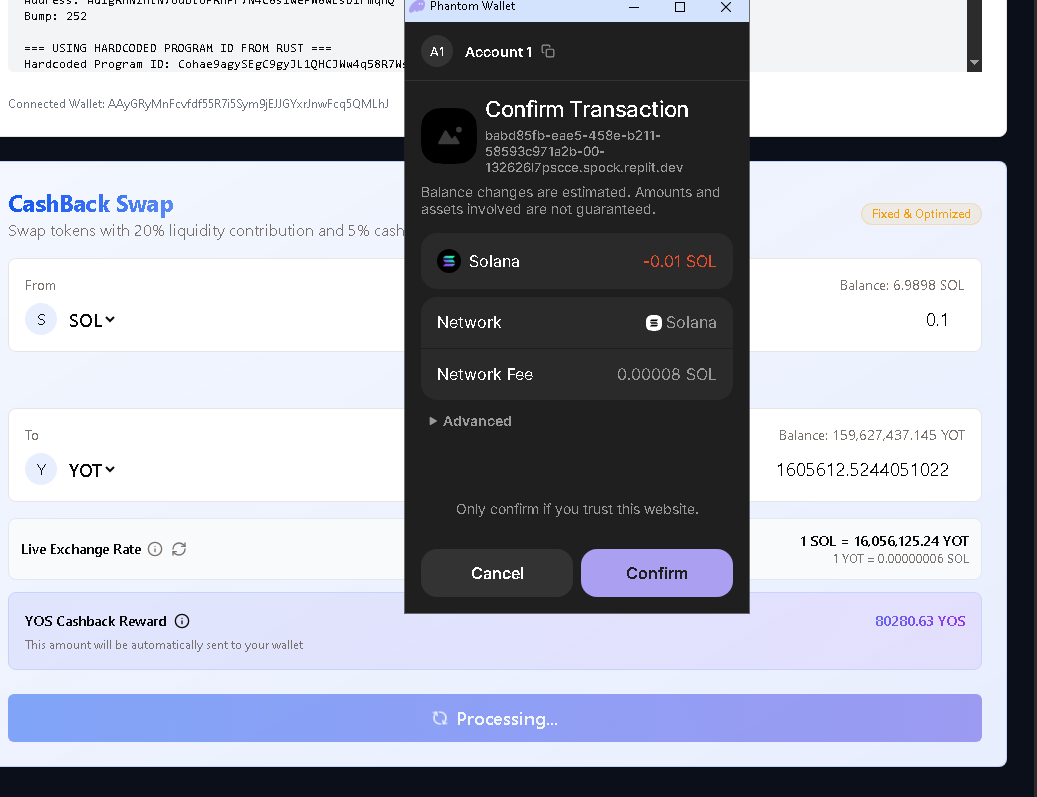 Bump: 252
=== USING HARDCODED PROGRAM ID FROM RUST ===
Hardcoded Program ID: Cohae9agySEgC9gyJL1QHCJWw4q58R7Ws
Connected Wallet: AAyGRyMnFcvfdf55R7i5Sym9jEJJGYxrJnwFcq5QMLhJ
Phantom Wallet
A1 Account 1
Confirm Transaction
babd85fb-eae5-458e-b211-
58593c971a2b-00-
132626l7pscce.spock.replit.dev
Balance changes are estimated. Amounts and
assets involved are not guaranteed.
Solana -0.01 SOL
Network Solana
Network Fee 0.00008 SOL
Advanced
Only confirm if you trust this website.
Cancel Confirm
CashBack Swap
Swap tokens with 20% liquidity contribution and 5% cash
Fixed & Optimized
From Balance: 6.9898 SOL
S SOL 0.1
To Balance: 159,627,437.145 YOT
Y YOT 1605612.5244051022
Live Exchange Rate 1 SOL = 16,056,125.24 YOT
1 YOT = 0.00000006 SOL
YOS Cashback Reward 80280.63 YOS
This amount will be automatically sent to your wallet
Processing...